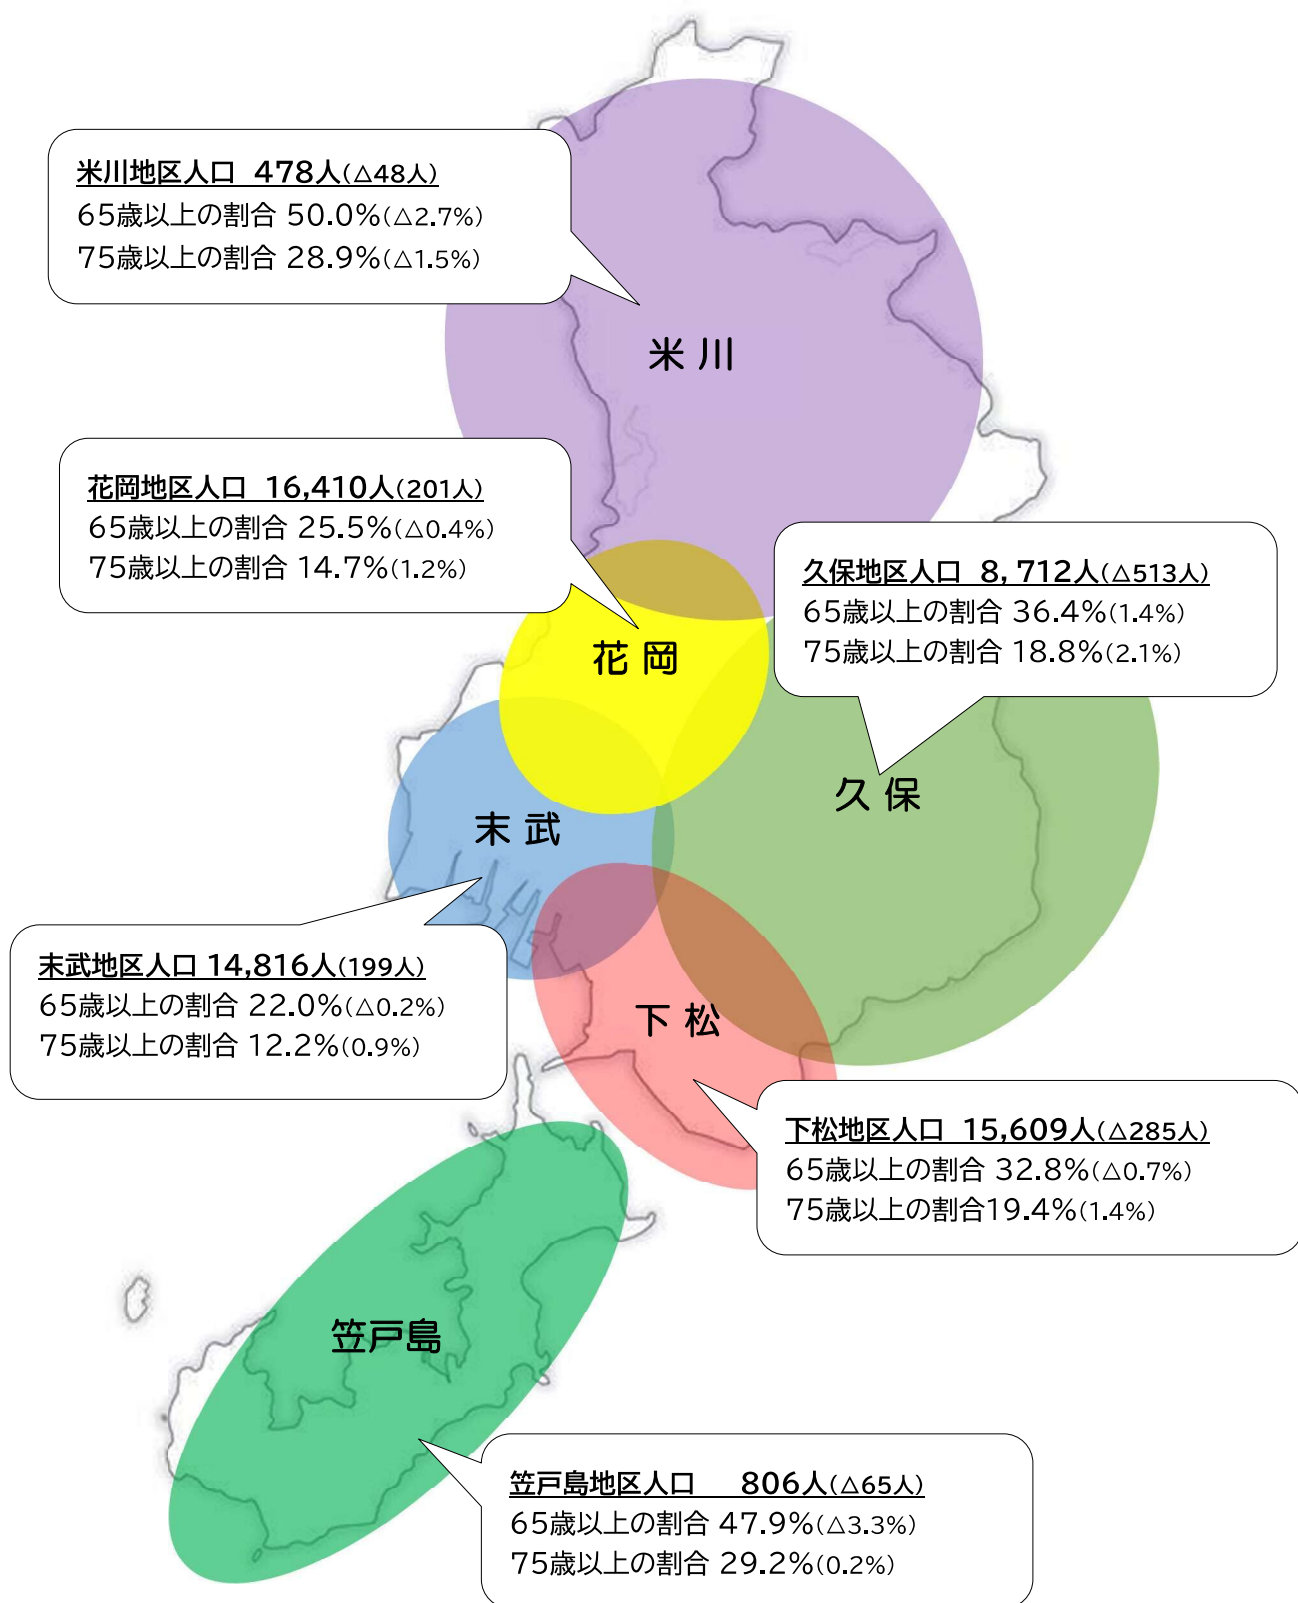 米川地区人口 478人(△48人)
65歳以上の割合 50.0%(△2.7%)
75歳以上の割合 28.9%(△1.5%)
米川
花岡地区人口 16,410人(201人)
65歳以上の割合 25.5%(△0.4%)
75歳以上の割合 14.7%(1.2%)
久保地区人口 8,712人(△513人)
65歳以上の割合 36.4%(1.4%)
75歳以上の割合 18.8%(2.1%)
花岡
久保
末武
末武地区人口 14,816人(199人)
65歳以上の割合 22.0%(△0.2%)
75歳以上の割合 12.2%(0.9%)
下松
下松地区人口 15,609人(△285人)
65歳以上の割合 32.8%(△0.7%)
75歳以上の割合19.4%(1.4%)
笠戸島
笠戸島地区人口 806人(△65人)
65歳以上の割合 47.9%(△3.3%)
75歳以上の割合 29.2%(0.2%)